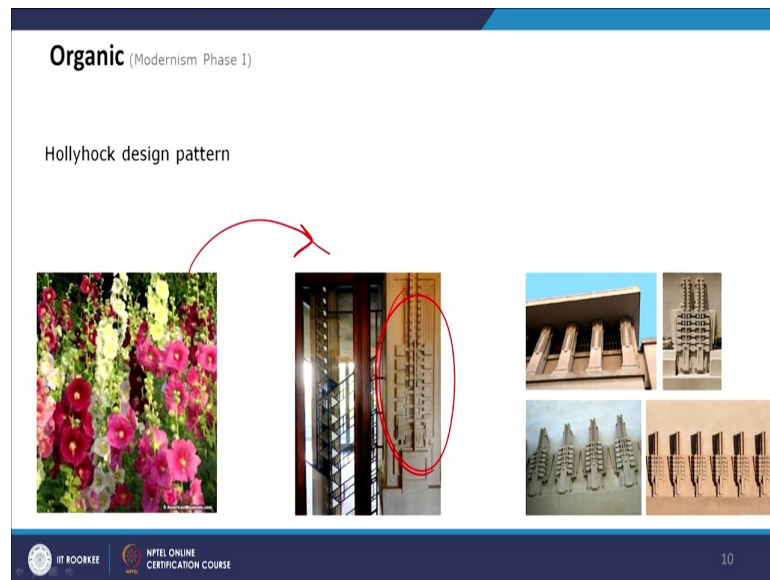 Organic (Modernism Phase I)
Hollyhock design pattern
IIT ROORKEE
NPTEL ONLINE
CERTIFICATION COURSE
10